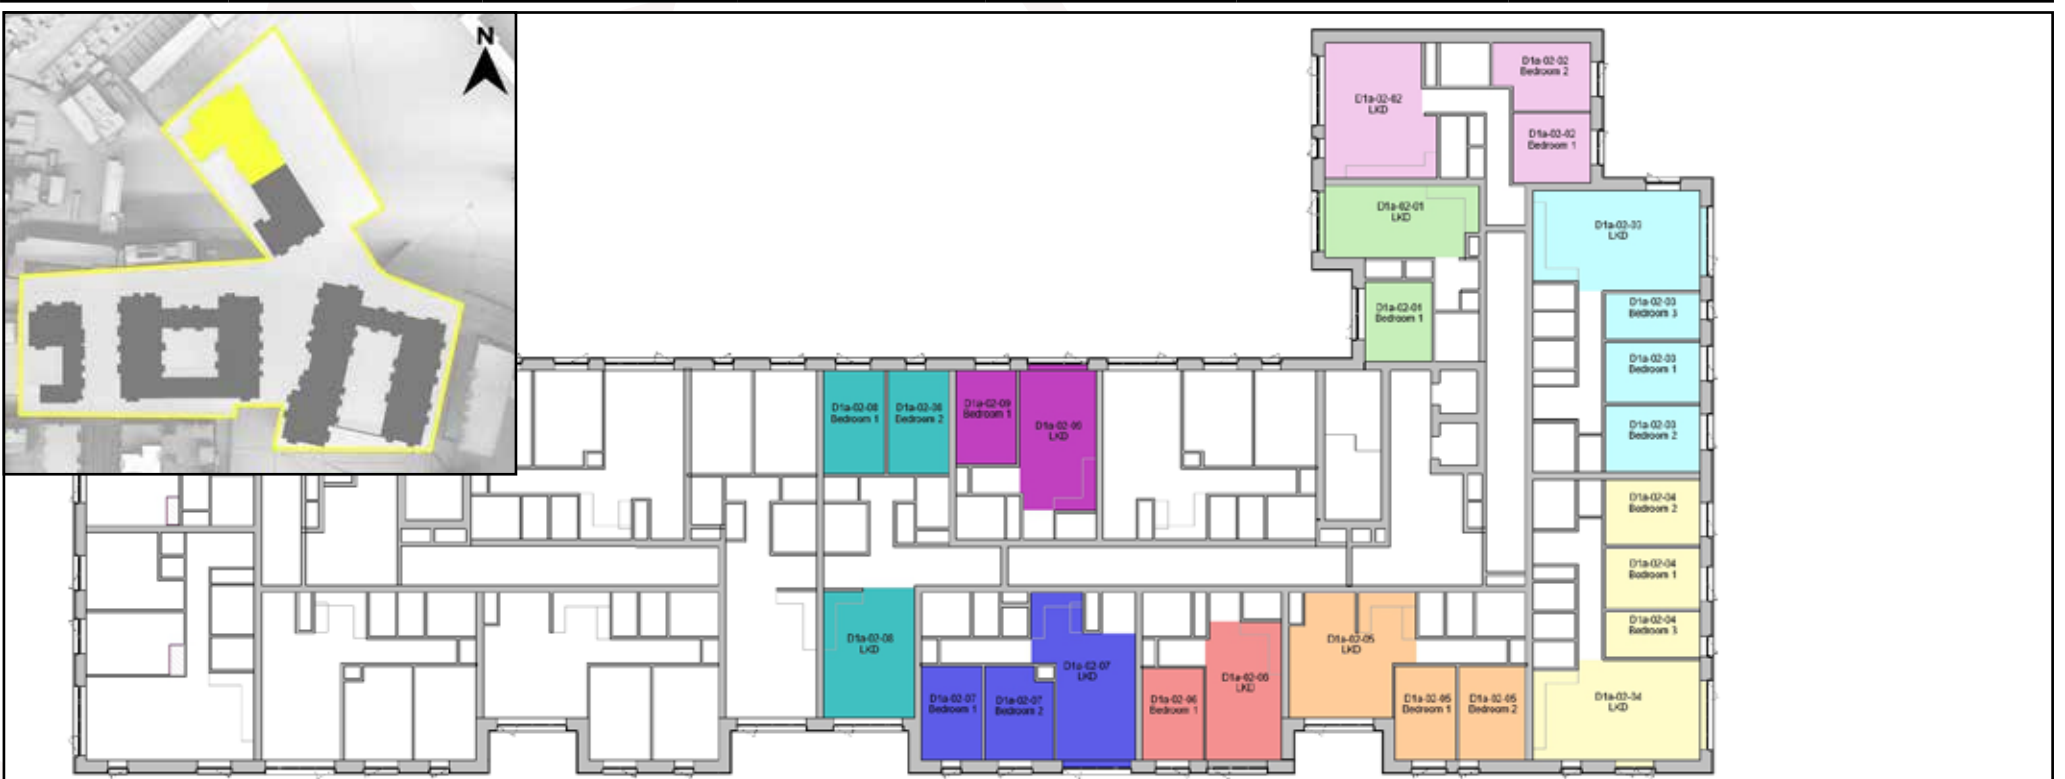 N
D1a-02-02
LKD
D1a-02-02
Bedroom 2
D1a-02-02
Bedroom 1
D1a-02-01
LKD
D1a-02-01
Bedroom 1
D1a-02-03
LKD
D1a-02-03
Bedroom 3
D1a-02-03
Bedroom 1
D1a-02-03
Bedroom 2
D1a-02-08
Bedroom 1
D1a-02-08
Bedroom 2
D1a-02-09
Bedroom 1
D1a-02-09
LKD
D1a-02-04
Bedroom 2
D1a-02-04
Bedroom 1
D1a-02-04
Bedroom 3
D1a-02-04
LKD
D1a-02-08
LKD
D1a-02-07
Bedroom 1
D1a-02-07
Bedroom 2
D1a-02-07
LKD
D1a-02-06
Bedroom 1
D1a-02-06
LKD
D1a-02-05
LKD
D1a-02-05
Bedroom 1
D1a-02-05
Bedroom 2